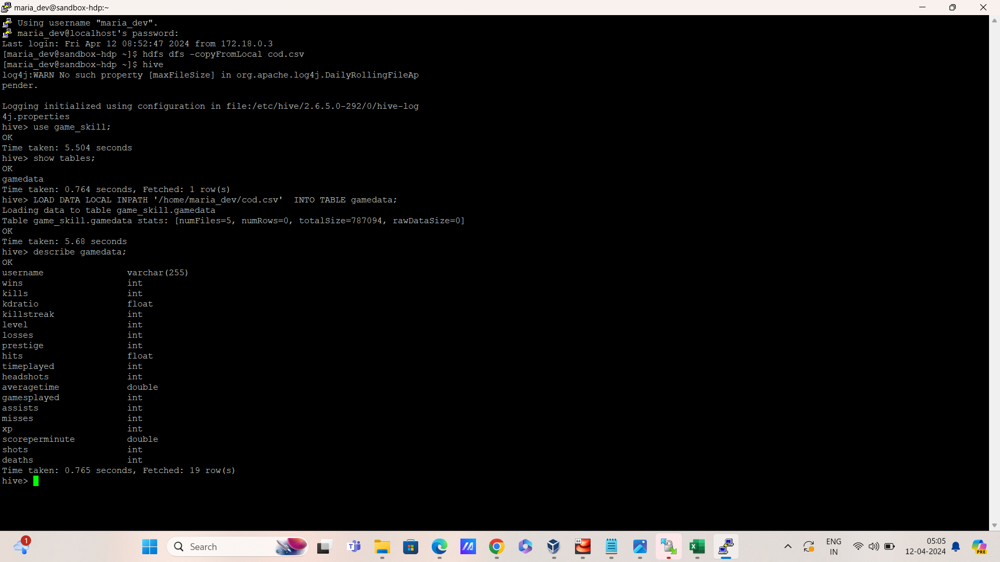 maria_dev@sandbox-hdp:~
Using username "maria_dev".
maria_dev@localhost's password:
Last login: Fri Apr 12 08:52:47 2024 from 172.18.0.3
[maria_dev@sandbox-hdp ~]$ hdfs dfs -copyFromLocal cod.csv
[maria_dev@sandbox-hdp ~]$ hive
log4j:WARN No such property [maxFileSize] in org.apache.log4j.DailyRollingFileAp
pender.
Logging initialized using configuration in file:/etc/hive/2.6.5.0-292/0/hive-log
4j.properties
hive> use game_skill;
OK
Time taken: 5.504 seconds
hive> show tables;
OK
gamedata
Time taken: 0.764 seconds, Fetched: 1 row(s)
hive> LOAD DATA LOCAL INPATH '/home/maria_dev/cod.csv'  INTO TABLE gamedata;
Loading data to table game_skill.gamedata
Table game_skill.gamedata stats: [numFiles=5, numRows=0, totalSize=787094, rawDataSize=0]
OK
Time taken: 5.68 seconds
hive> describe gamedata;
OK
username                varchar(255)
wins                    int
kills                   int
kdratio                 float
killstreak              int
level                   int
losses                  int
prestige                int
hits                    float
timeplayed              int
headshots               int
averagetime             double
gamesplayed             int
assists                 int
misses                  int
xp                      int
scoreperminute          double
shots                   int
deaths                  int
Time taken: 0.765 seconds, Fetched: 19 row(s)
hive>
1
Search
64
ENG
IN
05:05
12-04-2024
PRE